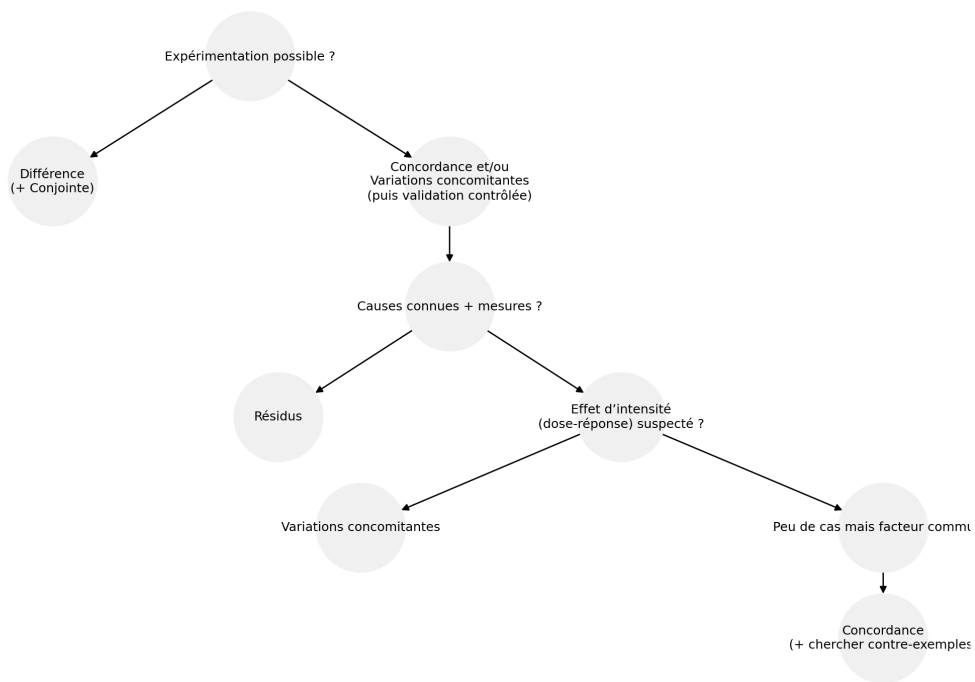 Expérimentation possible ?
Différence
(+ Conjointe)
Concordance et/ou
Variations concomitantes
(puis validation contrôlée)
Causes connues + mesures ?
Résidus
Effet d’intensité
(dose-réponse) suspecté ?
Variations concomitantes
Peu de cas mais facteur commu
Concordance
(+ chercher contre-exemples